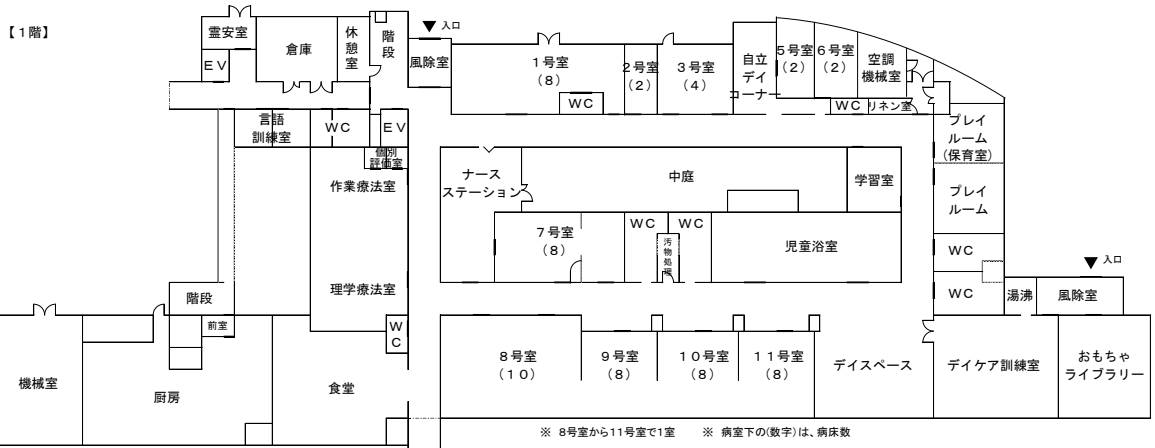 【１階】
霊安室
倉庫
休憩室
階段
入口
風除室
ＥＶ
１号室
（８）
ＷＣ
２号室
（２）
３号室
（４）
自立
デイ
コーナー
５号室
（２）
６号室
（２）
空調
機械室
ＷＣ
リネン室
言語
訓練室
ＷＣ
ＥＶ
個別
評価室
プレイ
ルーム
(保育室)
作業療法室
ナース
ステーション
中庭
学習室
プレイ
ルーム
７号室
（８）
ＷＣ
ＷＣ
汚物処理
児童浴室
ＷＣ
入口
理学療法室
階段
ＷＣ
湯沸
風除室
前室
ＷＣ
機械室
厨房
食堂
８号室
（１０）
９号室
（８）
１０号室
（８）
１１号室
（８）
デイスペース
デイケア訓練室
おもちゃ
ライブラリー
※ ８号室から１１号室で１室　※ 病室下の(数字)は、病床数